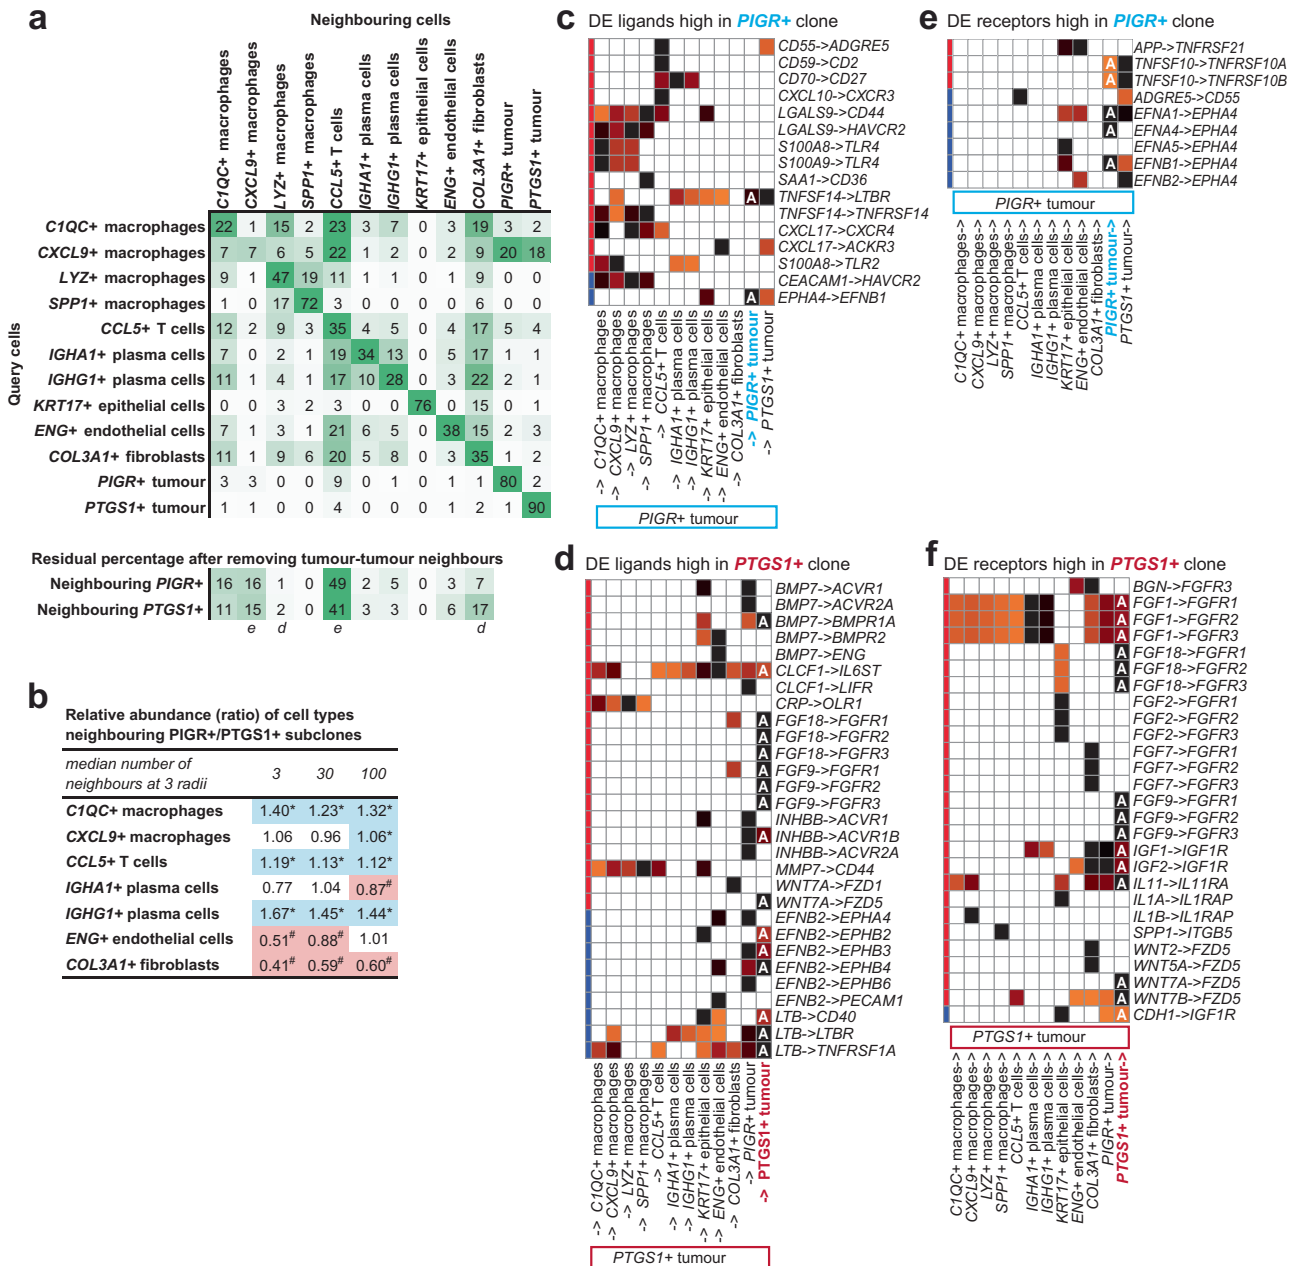 a
Neighbouring cells
C1QC+ macrophages
CXCL9+ macrophages
LYZ+ macrophages
SPP1+ macrophages
CCL5+ T cells
IGHA1+ plasma cells
IGHG1+ plasma cells
KRT17+ epithelial cells
ENG+ endothelial cells
COL3A1+ fibroblasts
PIGR+ tumour
PTGS1+ tumour
Query cells
C1QC+ macrophages 22 1 15 2 23 3 7 0 3 19 3 2
CXCL9+ macrophages 7 7 6 5 22 1 2 0 2 9 20 18
LYZ+ macrophages 9 1 47 19 11 1 1 0 1 9 0 0
SPP1+ macrophages 1 0 17 72 3 0 0 0 0 6 0 0
CCL5+ T cells 12 2 9 3 35 4 5 0 4 17 5 4
IGHA1+ plasma cells 7 0 2 1 19 34 13 0 5 17 1 1
IGHG1+ plasma cells 11 1 4 1 17 10 28 0 3 22 2 1
KRT17+ epithelial cells 0 0 3 2 3 0 0 76 0 15 0 1
ENG+ endothelial cells 7 1 3 1 21 6 5 0 38 15 2 3
COL3A1+ fibroblasts 11 1 9 6 20 5 8 0 3 35 1 2
PIGR+ tumour 3 3 0 0 9 0 1 0 1 1 80 2
PTGS1+ tumour 1 1 0 0 4 0 0 0 1 2 1 90
Residual percentage after removing tumour-tumour neighbours
Neighbouring PIGR+ 16 16 1 0 49 2 5 0 3 7
Neighbouring PTGS1+ 11 15 2 0 41 3 3 0 6 17
e d e d
b
Relative abundance (ratio) of cell types
neighbouring PIGR+/PTGS1+ subclones
median number of
neighbours at 3 radii 3 30 100
C1QC+ macrophages 1.40* 1.23* 1.32*
CXCL9+ macrophages 1.06 0.96 1.06*
CCL5+ T cells 1.19* 1.13* 1.12*
IGHA1+ plasma cells 0.77 1.04 0.87#
IGHG1+ plasma cells 1.67* 1.45* 1.44*
ENG+ endothelial cells 0.51# 0.88# 1.01
COL3A1+ fibroblasts 0.41# 0.59# 0.60#
c DE ligands high in PIGR+ clone
CD55->ADGRE5
CD59->CD2
CD70->CD27
CXCL10->CXCR3
LGALS9->CD44
LGALS9->HAVCR2
S100A8->TLR4
S100A9->TLR4
SAA1->CD36
A TNFSF14->LTBR
TNFSF14->TNFRSF14
CXCL17->CXCR4
CXCL17->ACKR3
S100A8->TLR2
CEACAM1->HAVCR2
A EPHA4->EFNB1
-> C1QC+ macrophages
-> CXCL9+ macrophages
-> LYZ+ macrophages
-> SPP1+ macrophages
-> CCL5+ T cells
-> IGHA1+ plasma cells
-> IGHG1+ plasma cells
-> KRT17+ epithelial cells
-> ENG+ endothelial cells
-> COL3A1+ fibroblasts
-> PIGR+ tumour
-> PTGS1+ tumour
PIGR+ tumour
d DE ligands high in PTGS1+ clone
BMP7->ACVR1
BMP7->ACVR2A
A BMP7->BMPR1A
BMP7->BMPR2
BMP7->ENG
A CLCF1->IL6ST
CLCF1->LIFR
CRP->OLR1
A FGF18->FGFR1
A FGF18->FGFR2
A FGF18->FGFR3
A FGF9->FGFR1
A FGF9->FGFR2
A FGF9->FGFR3
INHBB->ACVR1
A INHBB->ACVR1B
INHBB->ACVR2A
MMP7->CD44
WNT7A->FZD1
A WNT7A->FZD5
EFNB2->EPHA4
A EFNB2->EPHB2
A EFNB2->EPHB3
A EFNB2->EPHB4
EFNB2->EPHB6
EFNB2->PECAM1
A LTB->CD40
A LTB->LTBR
A LTB->TNFRSF1A
-> C1QC+ macrophages
-> CXCL9+ macrophages
-> LYZ+ macrophages
-> SPP1+ macrophages
-> CCL5+ T cells
-> IGHA1+ plasma cells
-> IGHG1+ plasma cells
-> KRT17+ epithelial cells
-> ENG+ endothelial cells
-> COL3A1+ fibroblasts
-> PIGR+ tumour
-> PTGS1+ tumour
PTGS1+ tumour
e DE receptors high in PIGR+ clone
APP->TNFRSF21
A TNFSF10->TNFRSF10A
A TNFSF10->TNFRSF10B
ADGRE5->CD55
A EFNA1->EPHA4
A EFNA4->EPHA4
EFNA5->EPHA4
A EFNB1->EPHA4
EFNB2->EPHA4
PIGR+ tumour
C1QC+ macrophages->
CXCL9+ macrophages->
LYZ+ macrophages->
SPP1+ macrophages->
CCL5+ T cells->
IGHA1+ plasma cells->
IGHG1+ plasma cells->
KRT17+ epithelial cells->
ENG+ endothelial cells->
COL3A1+ fibroblasts->
PIGR+ tumour->
PTGS1+ tumour->
f DE receptors high in PTGS1+ clone
BGN->FGFR3
A FGF1->FGFR1
A FGF1->FGFR2
A FGF1->FGFR3
A FGF18->FGFR1
A FGF18->FGFR2
A FGF18->FGFR3
FGF2->FGFR1
FGF2->FGFR2
FGF2->FGFR3
FGF7->FGFR1
FGF7->FGFR2
FGF7->FGFR3
A FGF9->FGFR1
A FGF9->FGFR2
A FGF9->FGFR3
A IGF1->IGF1R
A IGF2->IGF1R
A IL11->IL11RA
IL1A->IL1RAP
IL1B->IL1RAP
SPP1->ITGB5
WNT2->FZD5
WNT5A->FZD5
A WNT7A->FZD5
A WNT7B->FZD5
A CDH1->IGF1R
PTGS1+ tumour
C1QC+ macrophages->
CXCL9+ macrophages->
LYZ+ macrophages->
SPP1+ macrophages->
CCL5+ T cells->
IGHA1+ plasma cells->
IGHG1+ plasma cells->
KRT17+ epithelial cells->
ENG+ endothelial cells->
COL3A1+ fibroblasts->
PIGR+ tumour->
PTGS1+ tumour->